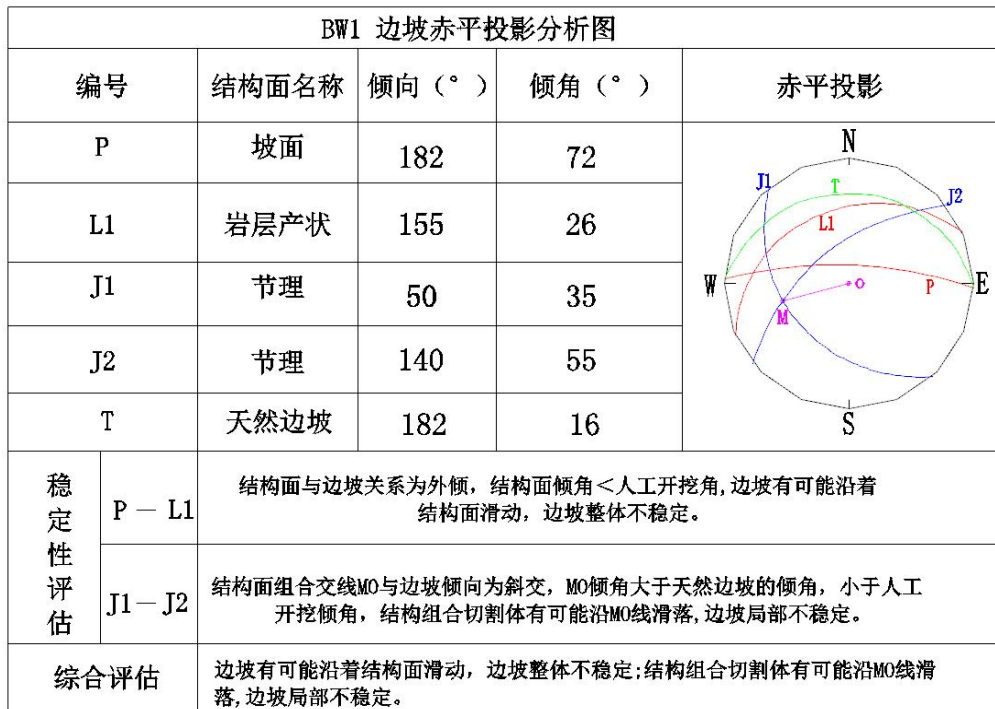 BW1 边坡赤平投影分析图
编号 结构面名称 倾向（°） 倾角（°） 赤平投影
P 坡面 182 72
L1 岩层产状 155 26
J1 节理 50 35
J2 节理 140 55
T 天然边坡 182 16
N
J1
T
J2
L1
W
O
P
E
M
S
稳定性评估
P － L1
结构面与边坡关系为外倾，结构面倾角＜人工开挖角,边坡有可能沿着
结构面滑动，边坡整体不稳定。
J1－J2
结构面组合交线MO与边坡倾向为斜交，MO倾角大于天然边坡的倾角，小于人工
开挖倾角，结构组合切割体有可能沿MO线滑落,边坡局部不稳定。
综合评估
边坡有可能沿着结构面滑动，边坡整体不稳定;结构组合切割体有可能沿MO线滑
落,边坡局部不稳定。